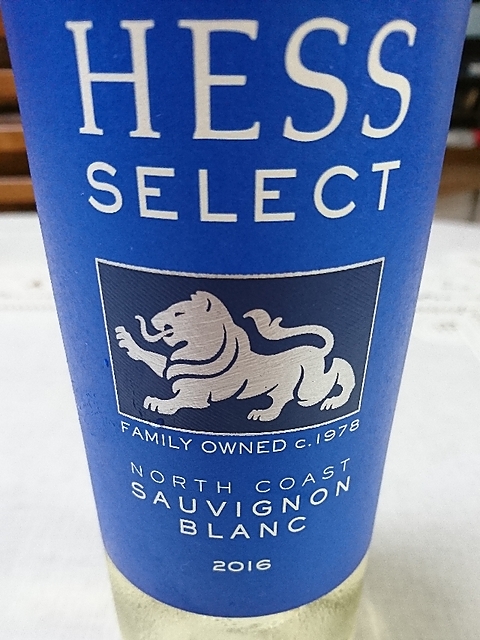 HESS
SELECT
FAMILY OWNED c.1978
NORTH COAST
SAUVIGNON
BLANC
2016